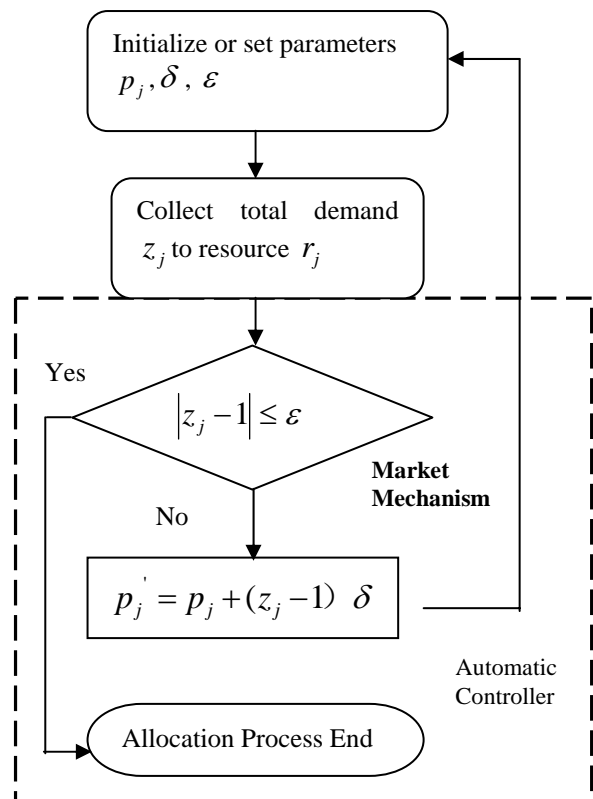 Initialize or set parameters
p_j, δ, ε
Collect total demand
z_j to resource r_j
Yes
|z_j − 1| ≤ ε
Market
Mechanism
No
p_j' = p_j + (z_j − 1) δ
Automatic
Controller
Allocation Process End